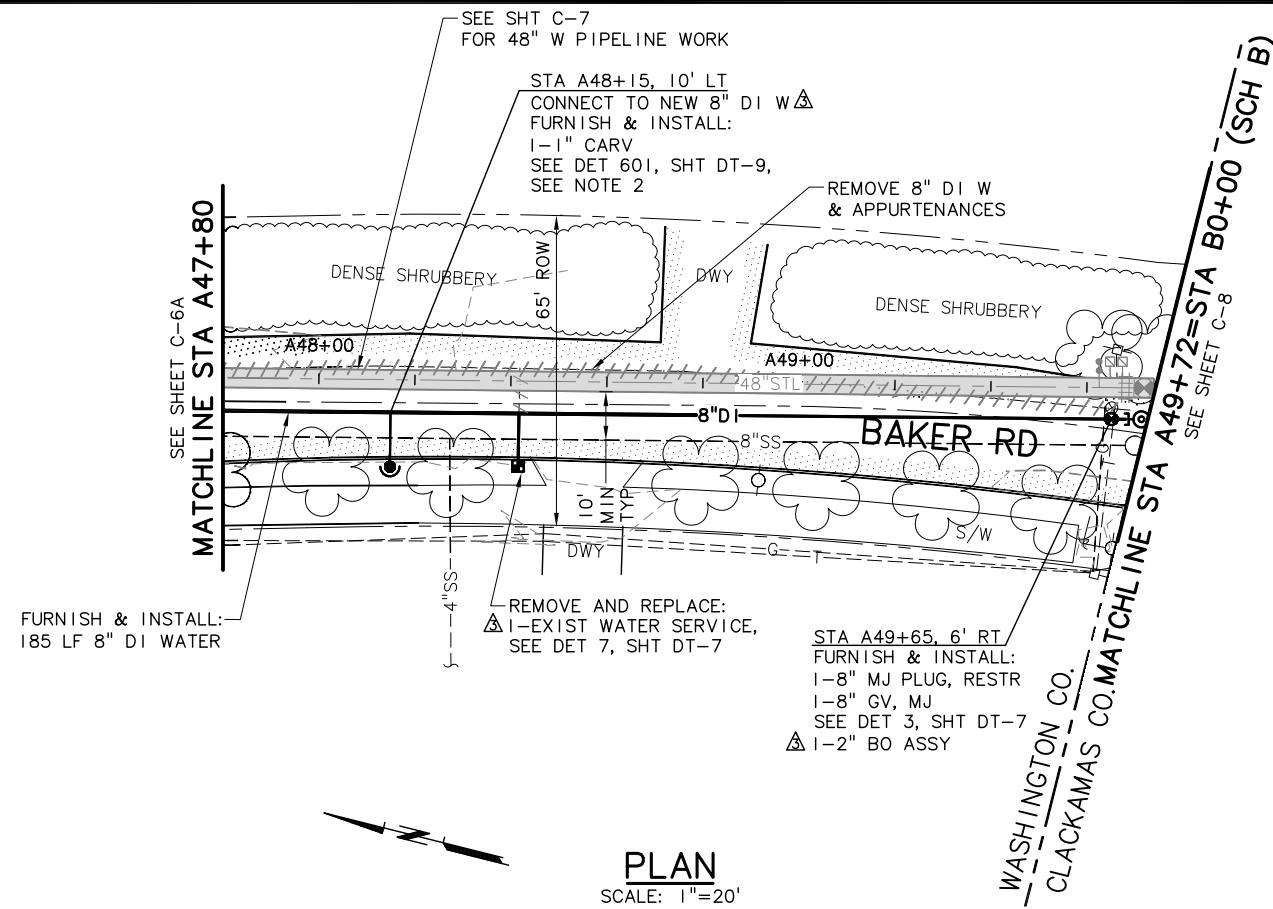 SEE SHT C-7
FOR 48" W PIPELINE WORK
STA A48+15, 10' LT
CONNECT TO NEW 8" DI W 3
FURNISH & INSTALL:
1-1" CARV
SEE DET 601, SHT DT-9,
SEE NOTE 2
REMOVE 8" DI W
& APPURTENANCES
SEE SHEET C-6A
MATCHLINE STA A47+80
DENSE SHRUBBERY
65' ROW
DWY
DENSE SHRUBBERY
A48+00
A49+00
48"STL
8"DI
8"SS
BAKER RD
10'
MIN
TYP
DWY
G
T
S/W
4"SS
MATCHLINE STA A49+72=STA B0+00 (SCH B)
SEE SHEET C-8
FURNISH & INSTALL:
185 LF 8" DI WATER
REMOVE AND REPLACE:
3 1-EXIST WATER SERVICE,
SEE DET 7, SHT DT-7
STA A49+65, 6' RT
FURNISH & INSTALL:
1-8" MJ PLUG, RESTR
1-8" GV, MJ
SEE DET 3, SHT DT-7
3 1-2" BO ASSY
WASHINGTON CO.
CLACKAMAS CO.
N
PLAN
SCALE: 1"=20'